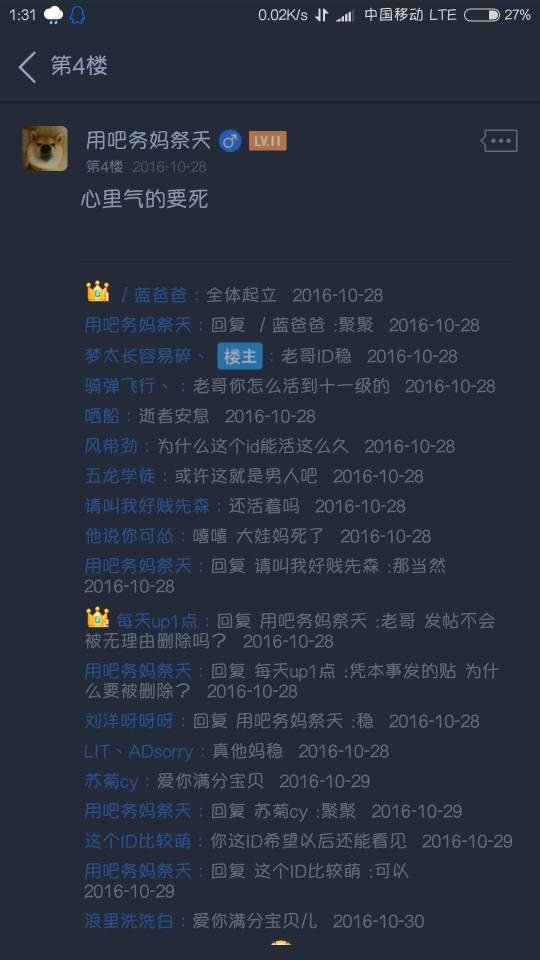 1:31 0.02K/s 中国移动 LTE 27%
第4楼
用吧务妈祭天 LV.11
第4楼 2016-10-28
心里气的要死
/ 蓝爸爸：全体起立 2016-10-28
用吧务妈祭天：回复 / 蓝爸爸 :聚聚 2016-10-28
梦太长容易碎、 楼主：老哥ID稳 2016-10-28
骑弹飞行丶：老哥你怎么活到十一级的 2016-10-28
哂船：逝者安息 2016-10-28
风带劲：为什么这个id能活这么久 2016-10-28
五龙学徒：或许这就是男人吧 2016-10-28
请叫我好贱先森：还活着吗 2016-10-28
他说你可怂：嘻嘻 大娃妈死了 2016-10-28
用吧务妈祭天：回复 请叫我好贱先森 :那当然
2016-10-28
每天up1点：回复 用吧务妈祭天 :老哥 发帖不会
被无理由删除吗？ 2016-10-28
用吧务妈祭天：回复 每天up1点 :凭本事发的贴 为什
么要被删除？ 2016-10-28
刘洋呀呀呀：回复 用吧务妈祭天 :稳 2016-10-28
LIT丶ADsorry：真他妈稳 2016-10-28
苏菊cy：爱你满分宝贝 2016-10-29
用吧务妈祭天：回复 苏菊cy :聚聚 2016-10-29
这个ID比较萌：你这ID希望以后还能看见 2016-10-29
用吧务妈祭天：回复 这个ID比较萌 :可以
2016-10-29
浪里洗洗白：爱你满分宝贝儿 2016-10-30